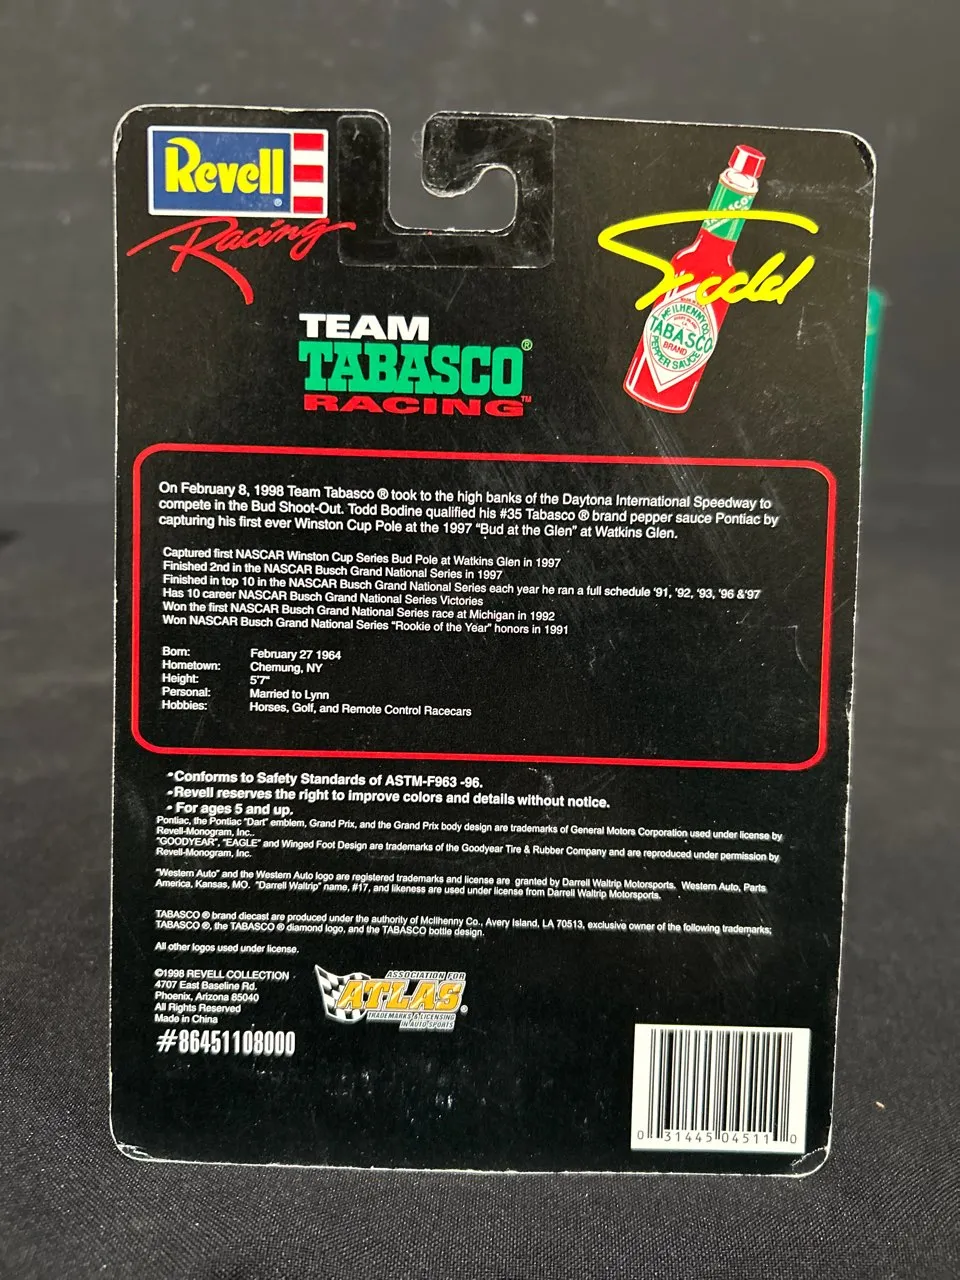 Revell®
Racing
TABASCO
Todd
McILHENNY CO.
TABASCO
BRAND
PEPPER SAUCE
TEAM
TABASCO®
RACING™
On February 8, 1998 Team Tabasco ® took to the high banks of the Daytona International Speedway to
compete in the Bud Shoot-Out. Todd Bodine qualified his #35 Tabasco ® brand pepper sauce Pontiac by
capturing his first ever Winston Cup Pole at the 1997 "Bud at the Glen" at Watkins Glen.
Captured first NASCAR Winston Cup Series Bud Pole at Watkins Glen in 1997
Finished 2nd in the NASCAR Busch Grand National Series in 1997
Finished in top 10 in the NASCAR Busch Grand National Series each year he ran a full schedule '91, '92, '93, '96 &'97
Has 10 career NASCAR Busch Grand National Series Victories
Won the first NASCAR Busch Grand National Series race at Michigan in 1992
Won NASCAR Busch Grand National Series "Rookie of the Year" honors in 1991
Born: February 27 1964
Hometown: Chemung, NY
Height: 5'7"
Personal: Married to Lynn
Hobbies: Horses, Golf, and Remote Control Racecars
•Conforms to Safety Standards of ASTM-F963 -96.
•Revell reserves the right to improve colors and details without notice.
• For ages 5 and up.
Pontiac, the Pontiac "Dart" emblem, Grand Prix, and the Grand Prix body design are trademarks of General Motors Corporation used under license by
Revell-Monogram, Inc..
"GOODYEAR", "EAGLE" and Winged Foot Design are trademarks of the Goodyear Tire & Rubber Company and are reproduced under permission by
Revell-Monogram, Inc.
"Western Auto" and the Western Auto logo are registered trademarks and license are granted by Darrell Waltrip Motorsports. Western Auto, Parts
America, Kansas, MO. "Darrell Waltrip" name, #17, and likeness are used under license from Darrell Waltrip Motorsports.
TABASCO ® brand diecast are produced under the authority of McIlhenny Co., Avery Island, LA 70513, exclusive owner of the following trademarks;
TABASCO ®, the TABASCO ® diamond logo, and the TABASCO bottle design.
All other logos used under license.
©1998 REVELL COLLECTION
4707 East Baseline Rd.
Phoenix, Arizona 85040
All Rights Reserved
Made in China
#86451108000
ASSOCIATION FOR
ATLAS®
TRADEMARKS & LICENSING
IN AUTO SPORTS
0 31445 04511 0